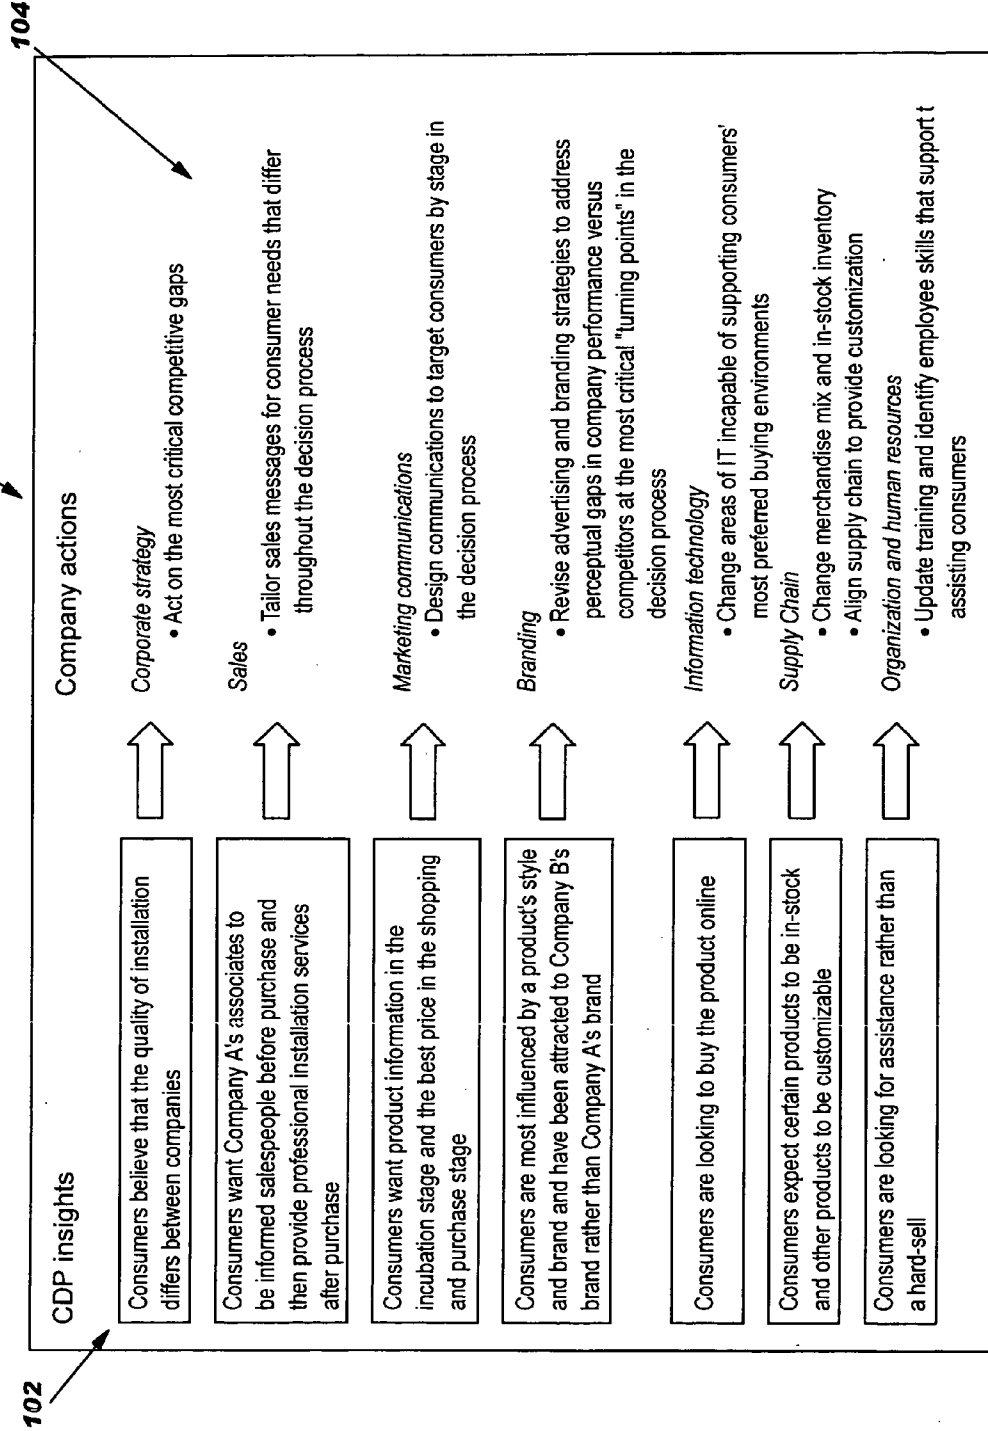 104
102
CDP insights
Company actions
Consumers believe that the quality of installation
differs between companies
Corporate strategy
• Act on the most critical competitive gaps
Consumers want Company A's associates to
be informed salespeople before purchase and
then provide professional installation services
after purchase
Sales
• Tailor sales messages for consumer needs that differ
throughout the decision process
Consumers want product information in the
incubation stage and the best price in the shopping
and purchase stage
Marketing communications
• Design communications to target consumers by stage in
the decision process
Consumers are most influenced by a product's style
and brand and have been attracted to Company B's
brand rather than Company A's brand
Branding
• Revise advertising and branding strategies to address
perceptual gaps in company performance versus
competitors at the most critical "turning points" in the
decision process
Consumers are looking to buy the product online
Information technology
• Change areas of IT incapable of supporting consumers'
most preferred buying environments
Consumers expect certain products to be in-stock
and other products to be customizable
Supply Chain
• Change merchandise mix and in-stock inventory
• Align supply chain to provide customization
Consumers are looking for assistance rather than
a hard-sell
Organization and human resources
• Update training and identify employee skills that support t
assisting consumers